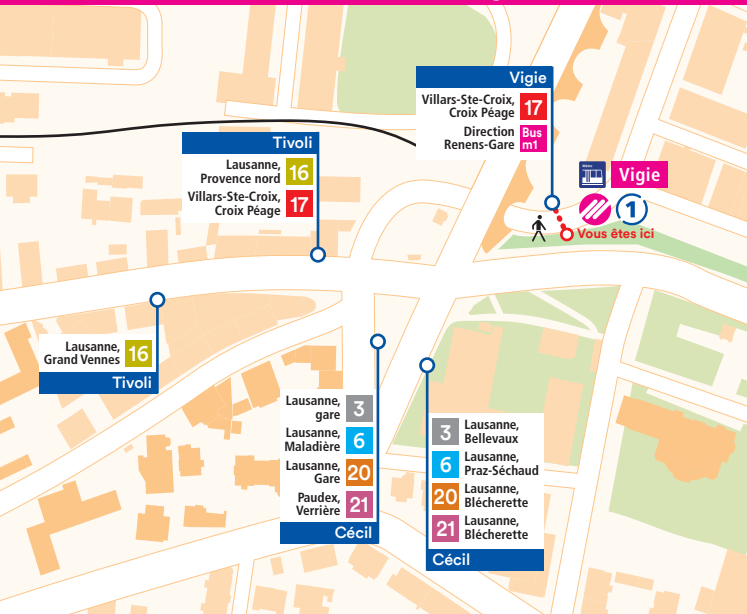 Vigie
Villars-Ste-Croix,
Croix Péage
17
Direction
Renens-Gare
Bus
m1
Tivoli
Lausanne,
Provence nord
16
Villars-Ste-Croix,
Croix Péage
17
Vigie
1
Vous êtes ici
Lausanne,
Grand Vennes
16
Tivoli
Lausanne,
gare
3
Lausanne,
Maladière
6
Lausanne,
Gare
20
Paudex,
Verrière
21
Cécil
3
Lausanne,
Bellevaux
6
Lausanne,
Praz-Séchaud
20
Lausanne,
Blécherette
21
Lausanne,
Blécherette
Cécil